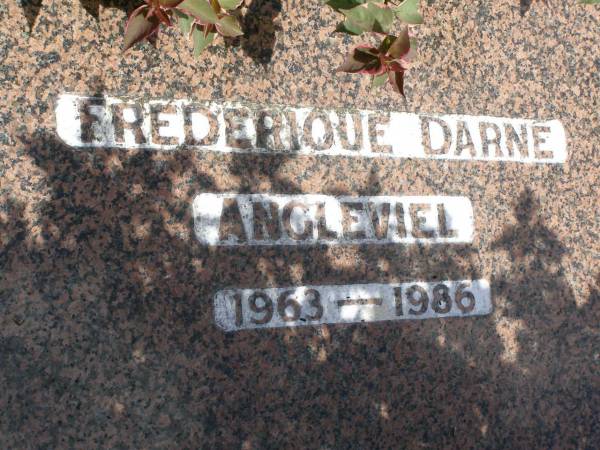 FREDERIQUE DARNE
ANGLEVIEL
1963 — 1986